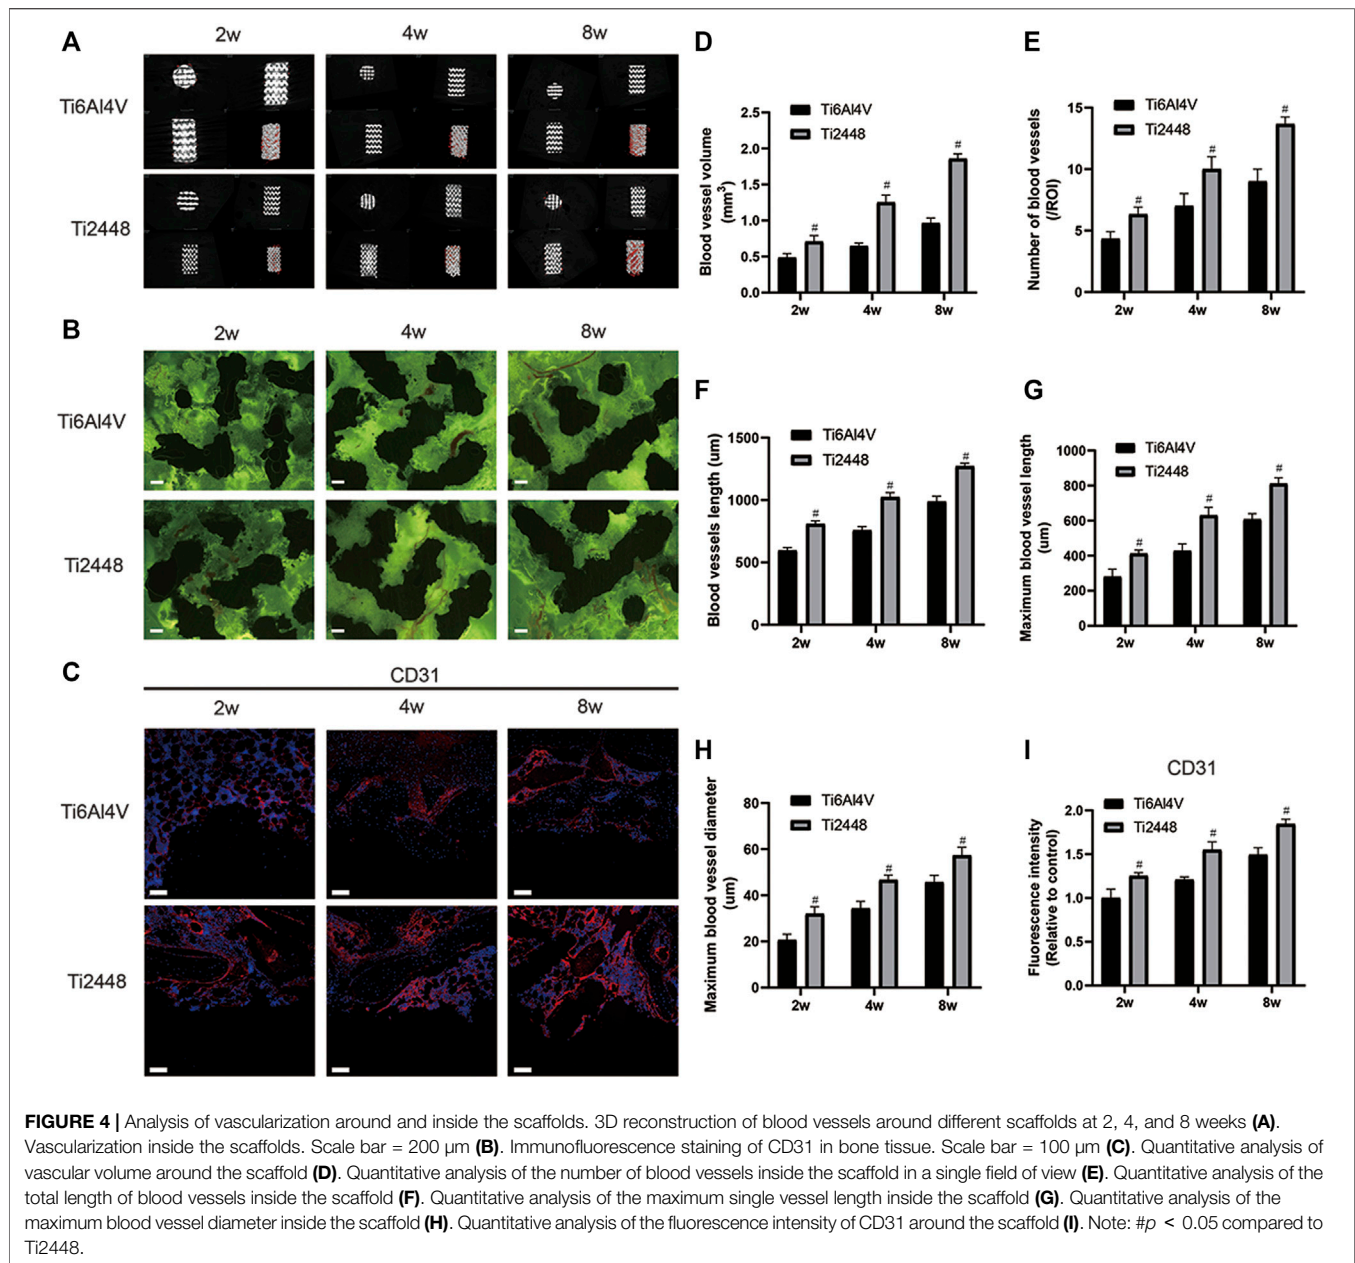 A
2w
4w
8w
Ti6Al4V
Ti2448
B
2w
4w
8w
Ti6Al4V
Ti2448
C
CD31
2w
4w
8w
Ti6Al4V
Ti2448
D
Ti6Al4V
Ti2448
Blood vessel volume
(mm³)
2.5
2.0
1.5
1.0
0.5
0.0
#
#
#
2w
4w
8w
E
Ti6Al4V
Ti2448
Number of blood vessels
(/ROI)
15
10
5
0
#
#
#
2w
4w
8w
F
Ti6Al4V
Ti2448
Blood vessels length (um)
1500
1000
500
0
#
#
#
2w
4w
8w
G
Ti6Al4V
Ti2448
Maximum blood vessel length
(um)
1000
800
600
400
200
0
#
#
#
2w
4w
8w
H
Ti6Al4V
Ti2448
Maximum blood vessel diameter
(um)
80
60
40
20
0
#
#
#
2w
4w
8w
I
CD31
Ti6Al4V
Ti2448
Fluorescence intensity
(Relative to control)
2.0
1.5
1.0
0.5
0.0
#
#
#
2w
4w
8w
FIGURE 4 | Analysis of vascularization around and inside the scaffolds. 3D reconstruction of blood vessels around different scaffolds at 2, 4, and 8 weeks (A).
Vascularization inside the scaffolds. Scale bar = 200 μm (B). Immunofluorescence staining of CD31 in bone tissue. Scale bar = 100 μm (C). Quantitative analysis of
vascular volume around the scaffold (D). Quantitative analysis of the number of blood vessels inside the scaffold in a single field of view (E). Quantitative analysis of the
total length of blood vessels inside the scaffold (F). Quantitative analysis of the maximum single vessel length inside the scaffold (G). Quantitative analysis of the
maximum blood vessel diameter inside the scaffold (H). Quantitative analysis of the fluorescence intensity of CD31 around the scaffold (I). Note: #p < 0.05 compared to
Ti2448.